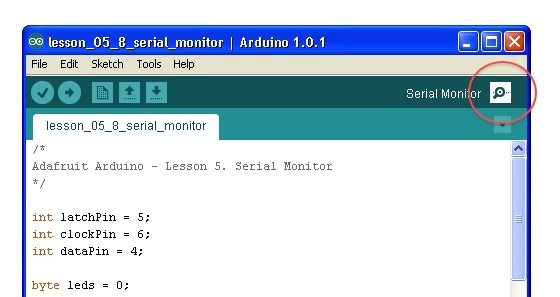 lesson_05_8_serial_monitor | Arduino 1.0.1
File Edit Sketch Tools Help
Serial Monitor
lesson_05_8_serial_monitor
/*
Adafruit Arduino - Lesson 5. Serial Monitor
*/
int latchPin = 5;
int clockPin = 6;
int dataPin = 4;
byte leds = 0;